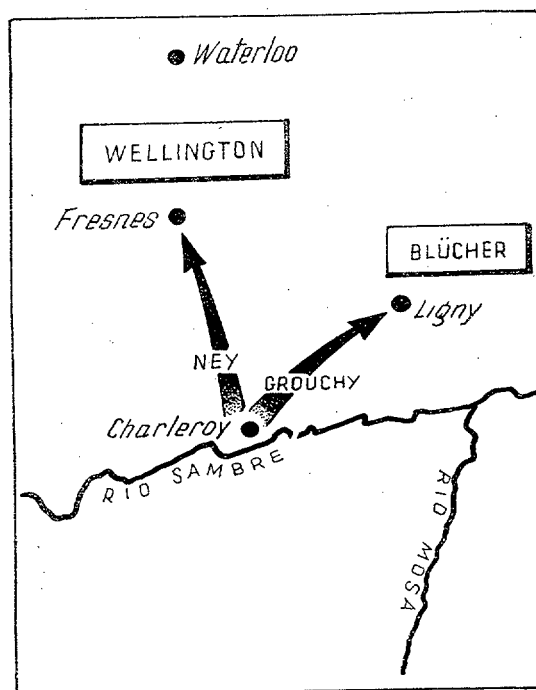 Waterloo
WELLINGTON
Fresnes
BLÜCHER
Ligny
NEY
GROUCHY
Charleroy
RIO SAMBRE
RIO MOSA